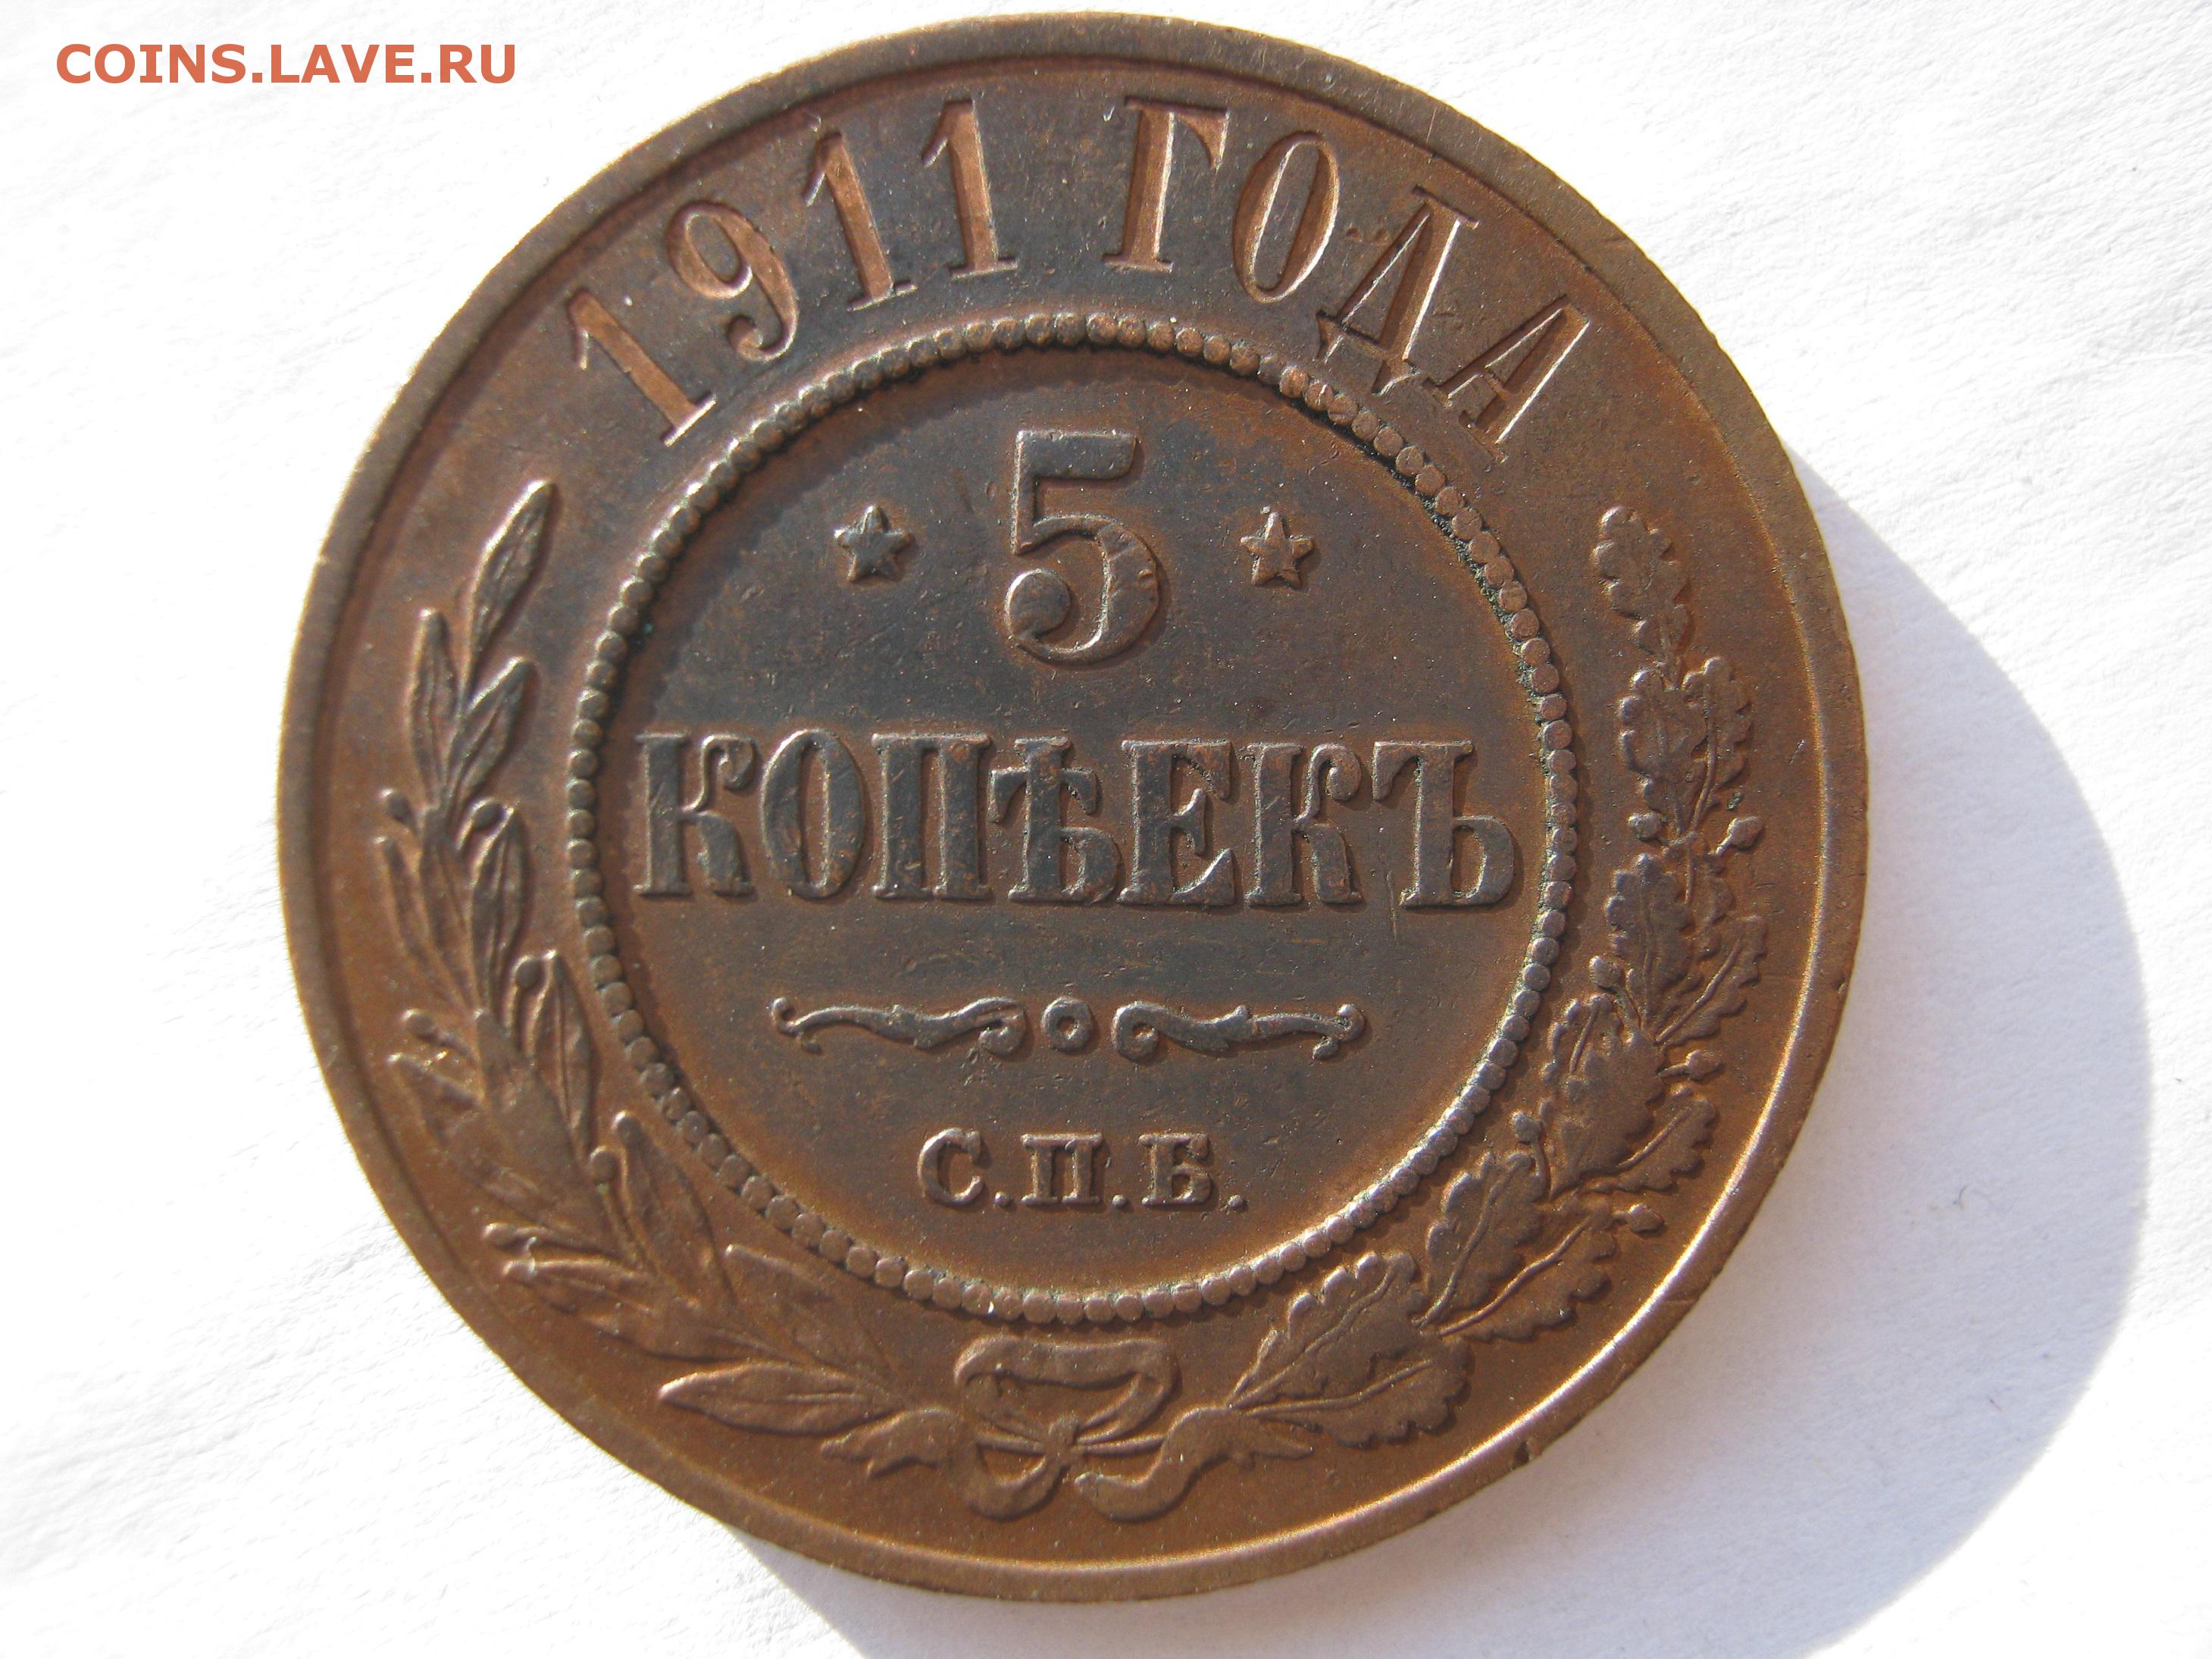 COINS.LAVE.RU
1911 ГОДА
5
КОПѢЕКЪ
С.П.Б.